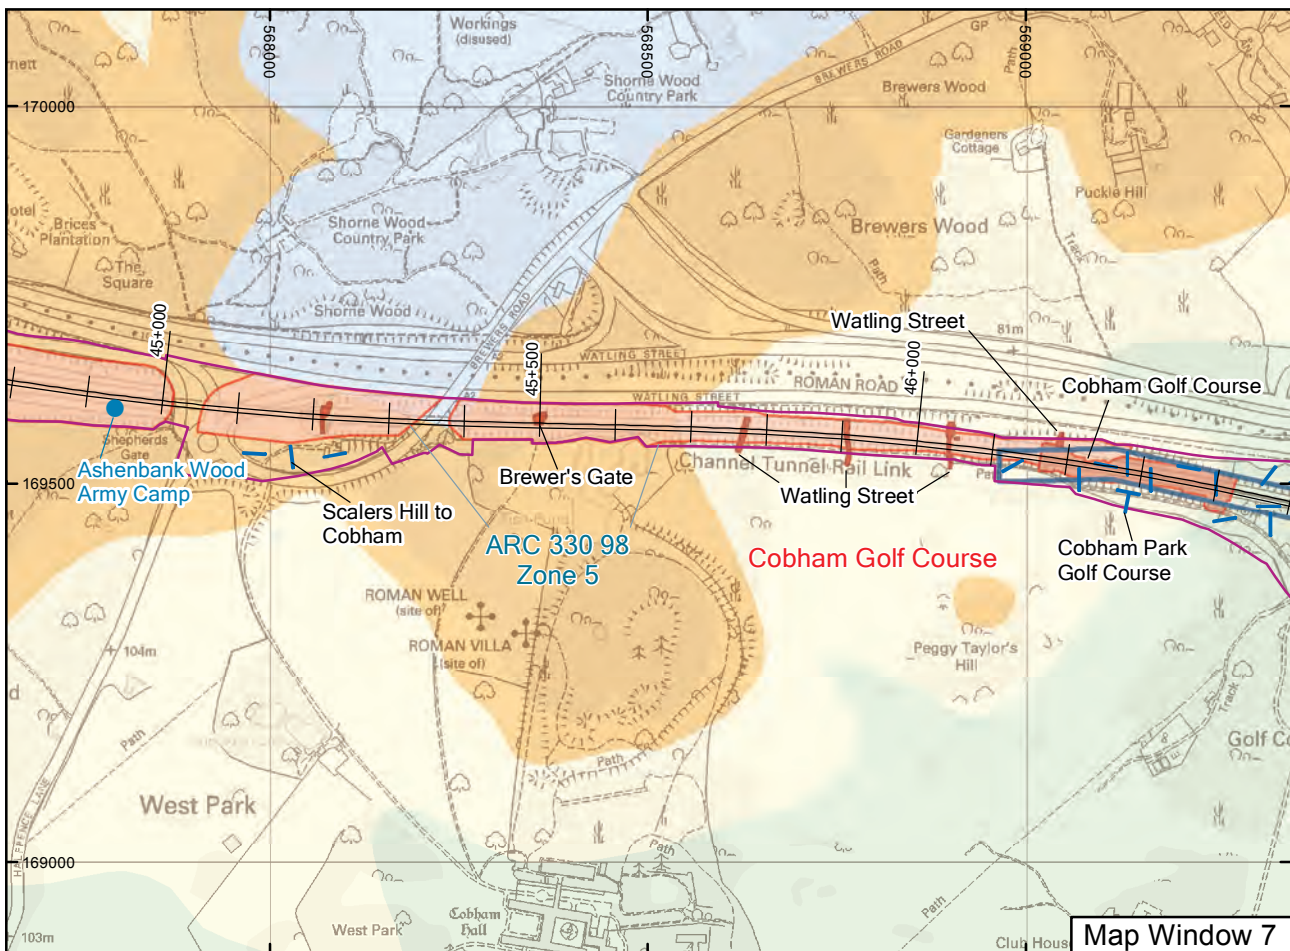 568000
568500
569000
Workings
(disused)
GP
Path
BREWERS ROAD
Shorne Wood
Country Park
Brewers Wood
170000
Gardeners
Cottage
Puckle Hill
Brices
Plantation
Shorne Wood
Country Park
Brewers Wood
The
Square
Path
Track
Shorne Wood
BREWERS ROAD
45+000
45+500
46+000
Watling Street
81m
WATLING STREET
ROMAN ROAD
Cobham Golf Course
A2
WATLING STREET
Shepherds
Gate
Ashenbank Wood
Army Camp
Brewer's Gate
Channel Tunnel Rail Link
169500
Watling Street
Scalers Hill to
Cobham
ARC 330 98
Zone 5
Cobham Golf Course
Cobham Park
Golf Course
ROMAN WELL
(site of)
ROMAN VILLA
(site of)
104m
Peggy Taylor's
Hill
Path
Track
Path
West Park
HALFPENCE LANE
169000
Path
Path
Cobham
Hall
West Park
103m
Club House
Map Window 7